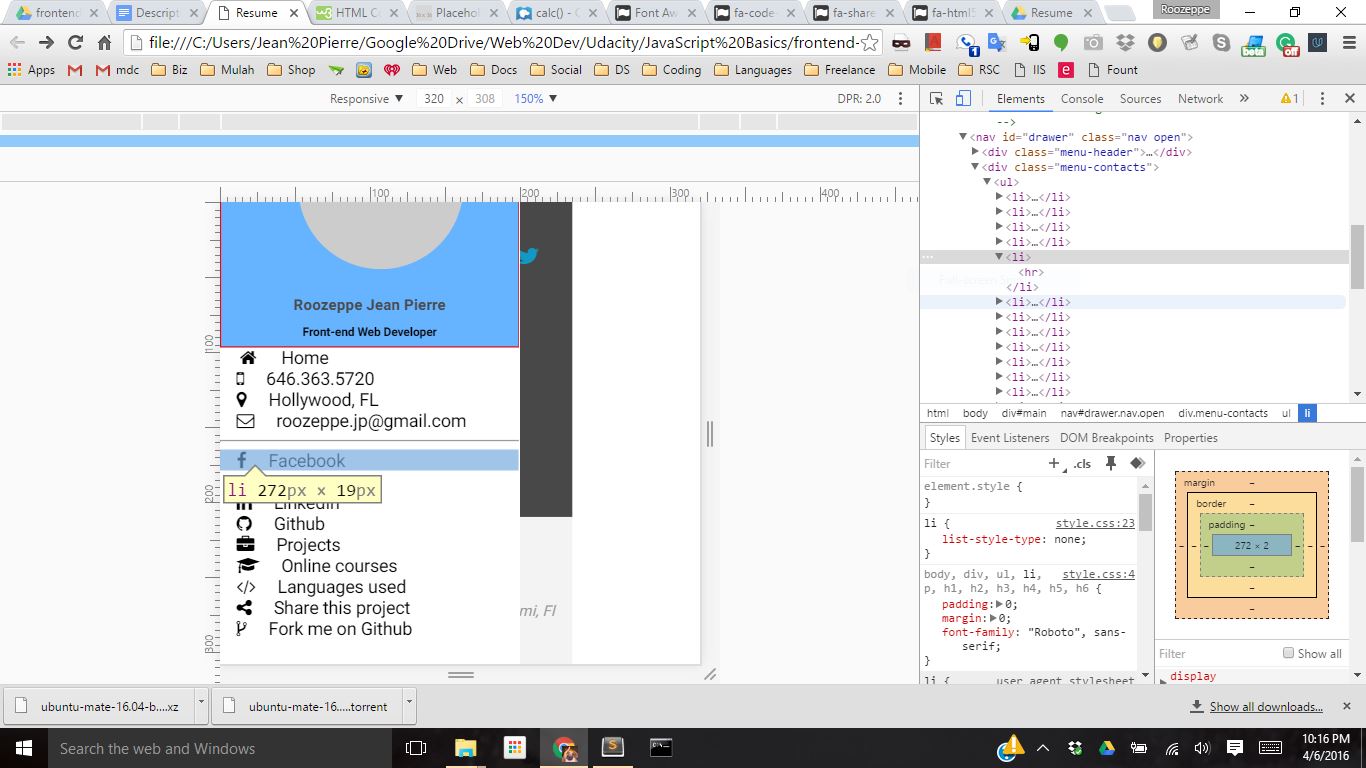 frontend
Descript
Resume
HTML Co
Placehol
calc() - C
Font Aw
fa-code-
fa-share
fa-html5
Resume
Roozeppe
file:///C:/Users/Jean%20Pierre/Google%20Drive/Web%20Dev/Udacity/JavaScript%20Basics/frontend-
Apps
mdc
Biz
Mulah
Shop
Web
Docs
Social
DS
Coding
Languages
Freelance
Mobile
RSC
IIS
Fount
Responsive 320 x 308 150% DPR: 2.0
Elements Console Sources Network » 1
-->
<nav id="drawer" class="nav open">
<div class="menu-header">…</div>
<div class="menu-contacts">
<ul>
<li>…</li>
<li>…</li>
<li>…</li>
<li>…</li>
<li>
<hr>
</li>
<li>…</li>
<li>…</li>
<li>…</li>
<li>…</li>
<li>…</li>
<li>…</li>
<li>…</li>
100 200 300 400
100
200
300
Roozeppe Jean Pierre
Front-end Web Developer
Home
646.363.5720
Hollywood, FL
roozeppe.jp@gmail.com
Facebook
li 272px × 19px
Linkedin
Github
Projects
Online courses
Languages used
Share this project
Fork me on Github
mi, Fl
html body div#main nav#drawer.nav.open div.menu-contacts ul li
Styles Event Listeners DOM Breakpoints Properties
Filter + .cls
element.style {
}
li { style.css:23
list-style-type: none;
}
body, div, ul, li, style.css:4
p, h1, h2, h3, h4, h5, h6 {
padding: 0;
margin: 0;
font-family: "Roboto", sans-
serif;
}
li { user agent stylesheet
margin –
border –
padding –
272 × 2
Filter Show all
display
ubuntu-mate-16.04-b....xz
ubuntu-mate-16.....torrent
Show all downloads...
Search the web and Windows
10:16 PM
4/6/2016